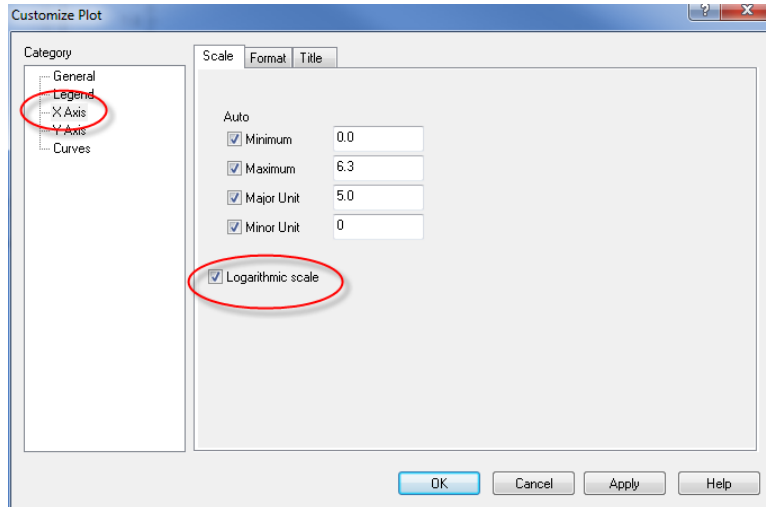 Customize Plot
? X
Category
General
Legend
X Axis
Y Axis
Curves
Scale Format Title
Auto
Minimum 0.0
Maximum 6.3
Major Unit 5.0
Minor Unit 0
Logarithmic scale
OK Cancel Apply Help